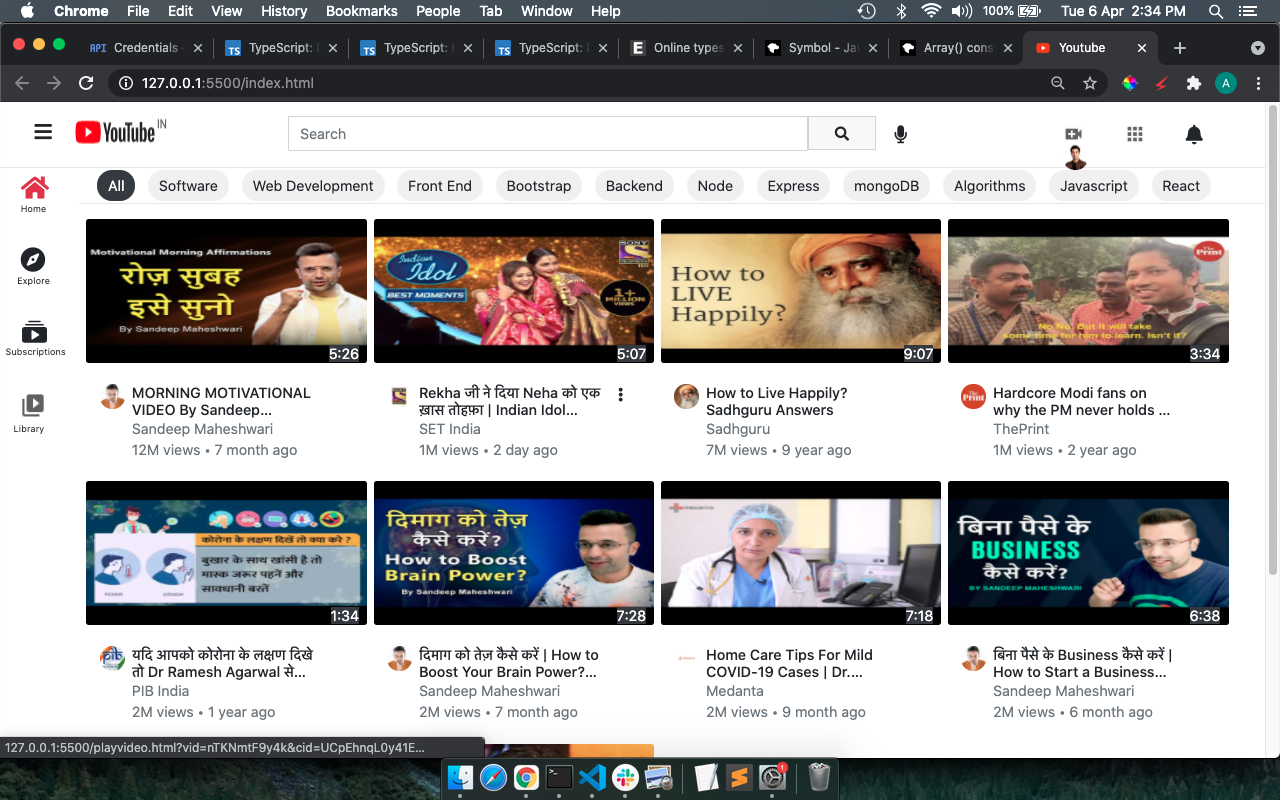 Chrome File Edit View History Bookmarks People Tab Window Help 100% Tue 6 Apr 2:34 PM
API Credentials - TypeScript: TypeScript: TypeScript: Online types Symbol - Ja Array() cons Youtube
127.0.0.1:5500/index.html
YouTube IN
Search
All Software Web Development Front End Bootstrap Backend Node Express mongoDB Algorithms Javascript React
Home
Explore
Subscriptions
Library
Motivational Morning Affirmations
रोज़ सुबह
इसे सुनो
By Sandeep Maheshwari
5:26
Indian
Idol
BEST MOMENTS
SONY
1+
MILLION
VIEWS
5:07
How to
LIVE
Happily?
9:07
The
Print
No No. But it will take
some time for him to learn. Isn't it?
3:34
MORNING MOTIVATIONAL
VIDEO By Sandeep...
Sandeep Maheshwari
12M views • 7 month ago
Rekha जी ने दिया Neha को एक
ख़ास तोहफ़ा | Indian Idol...
SET India
1M views • 2 day ago
How to Live Happily?
Sadhguru Answers
Sadhguru
7M views • 9 year ago
The
Print
Hardcore Modi fans on
why the PM never holds ...
ThePrint
1M views • 2 year ago
कोरोना के लक्षण दिखें तो क्या करे ?
बुखार के साथ खांसी है तो
मास्क जरूर पहनें और
सावधानी बरतें
FEVER COUGH
1:34
दिमाग को तेज़
कैसे करें?
How to Boost
Brain Power?
By Sandeep Maheshwari
7:28
medanta
7:18
बिना पैसे के
BUSINESS
कैसे करें?
BY SANDEEP MAHESHWARI
6:38
pib
यदि आपको कोरोना के लक्षण दिखे
तो Dr Ramesh Agarwal से...
PIB India
2M views • 1 year ago
दिमाग को तेज़ कैसे करें | How to
Boost Your Brain Power?...
Sandeep Maheshwari
2M views • 7 month ago
Home Care Tips For Mild
COVID-19 Cases | Dr....
Medanta
2M views • 9 month ago
बिना पैसे के Business कैसे करें |
How to Start a Business...
Sandeep Maheshwari
2M views • 6 month ago
127.0.0.1:5500/playvideo.html?vid=nTKNmtF9y4k&cid=UCpEhnqL0y41E...